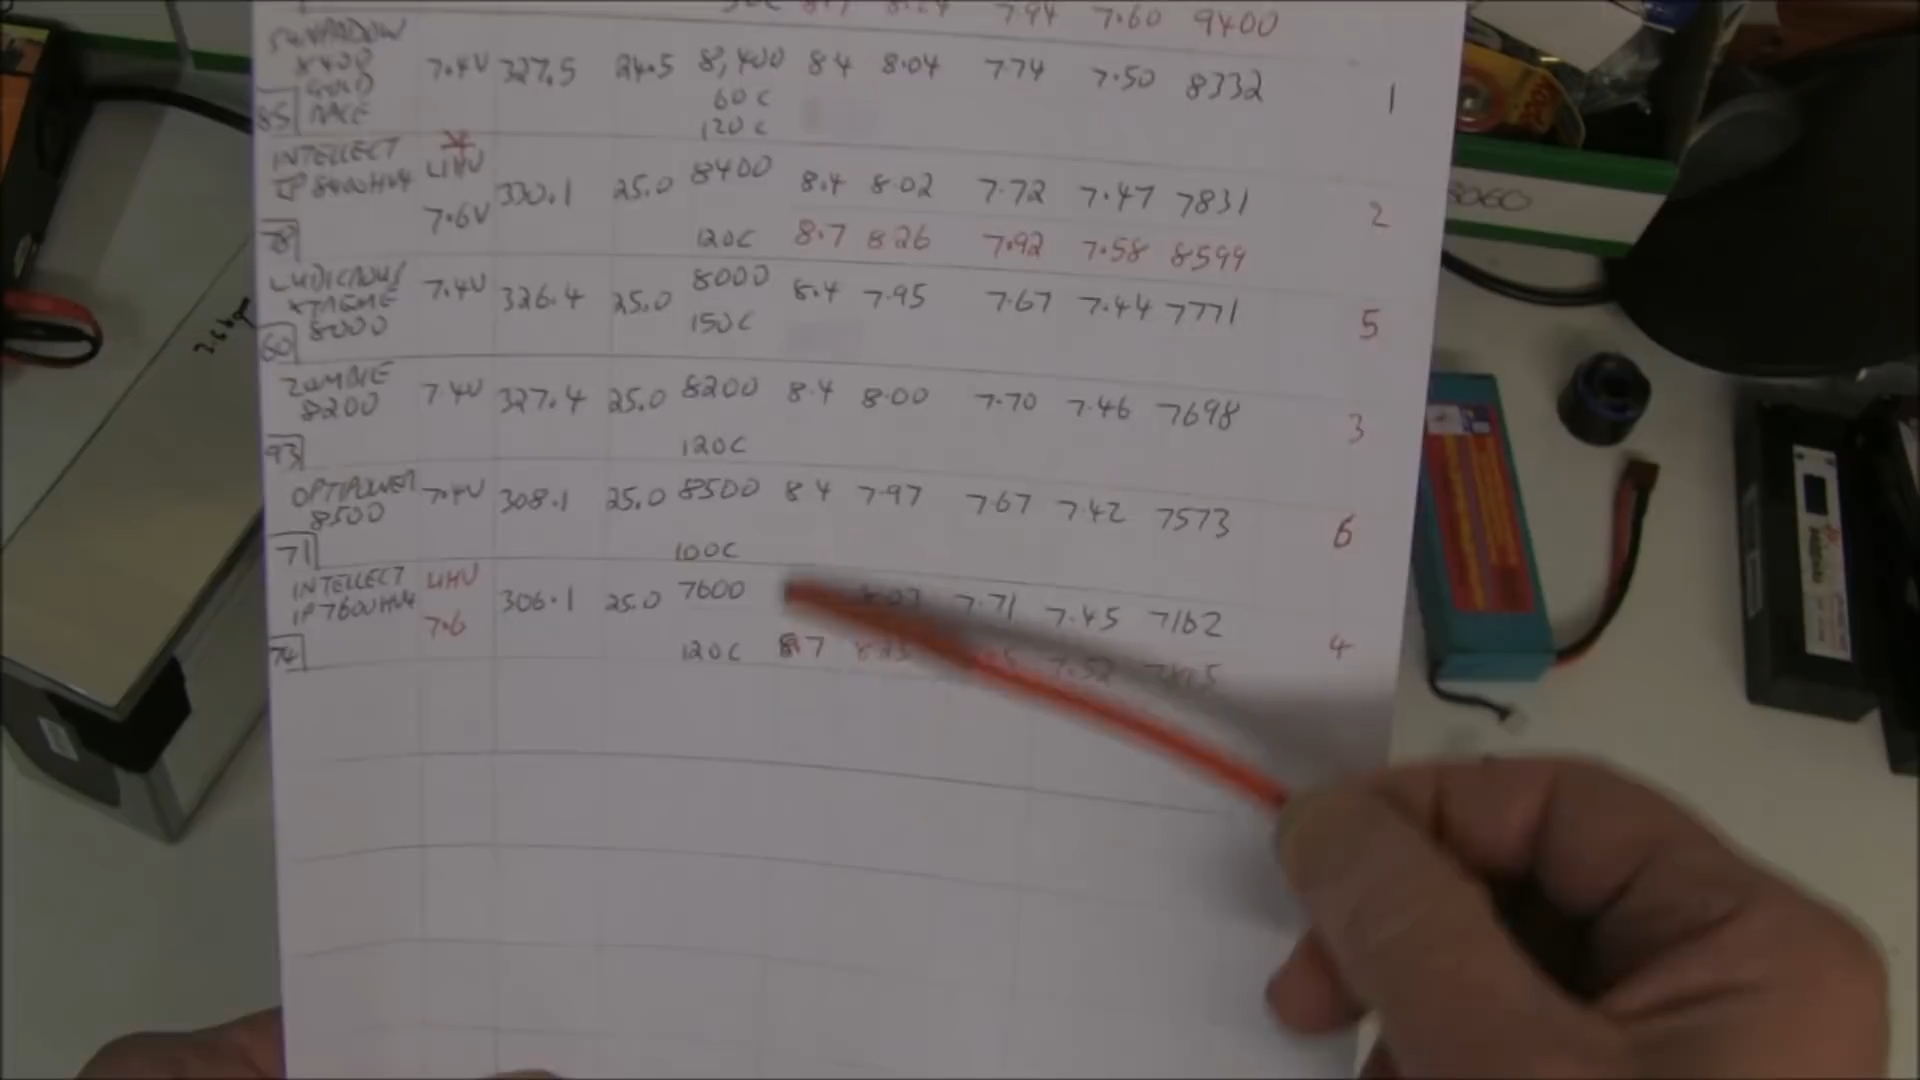 7.94 7.60 9400
8400
GOLD
RACE
7.4V 327.5 24.5 8,400 8.4 8.04 7.74 7.50 8332 1
60C
120C
85
INTELLECT
IP 8400HV4
LIHV
7.6V
330.1 25.0 8400 8.4 8.02 7.72 7.47 7831 2
120C 8.7 8.26 7.92 7.58 8599
78
XTREME
8000
7.4V 326.4 25.0 8000 8.4 7.95 7.67 7.44 7771 5
150C
60
ZOMBIE
8200
7.4V 327.4 25.0 8200 8.4 8.00 7.70 7.46 7698 3
120C
93
OPTIPOWER
8500
7.4V 308.1 25.0 8500 8.4 7.97 7.67 7.42 7573 6
100C
71
INTELLECT
IP7600HV4
LIHV
7.6
306.1 25.0 7600 7.71 7.45 7162 4
120C 8.7 7.52
74
3060